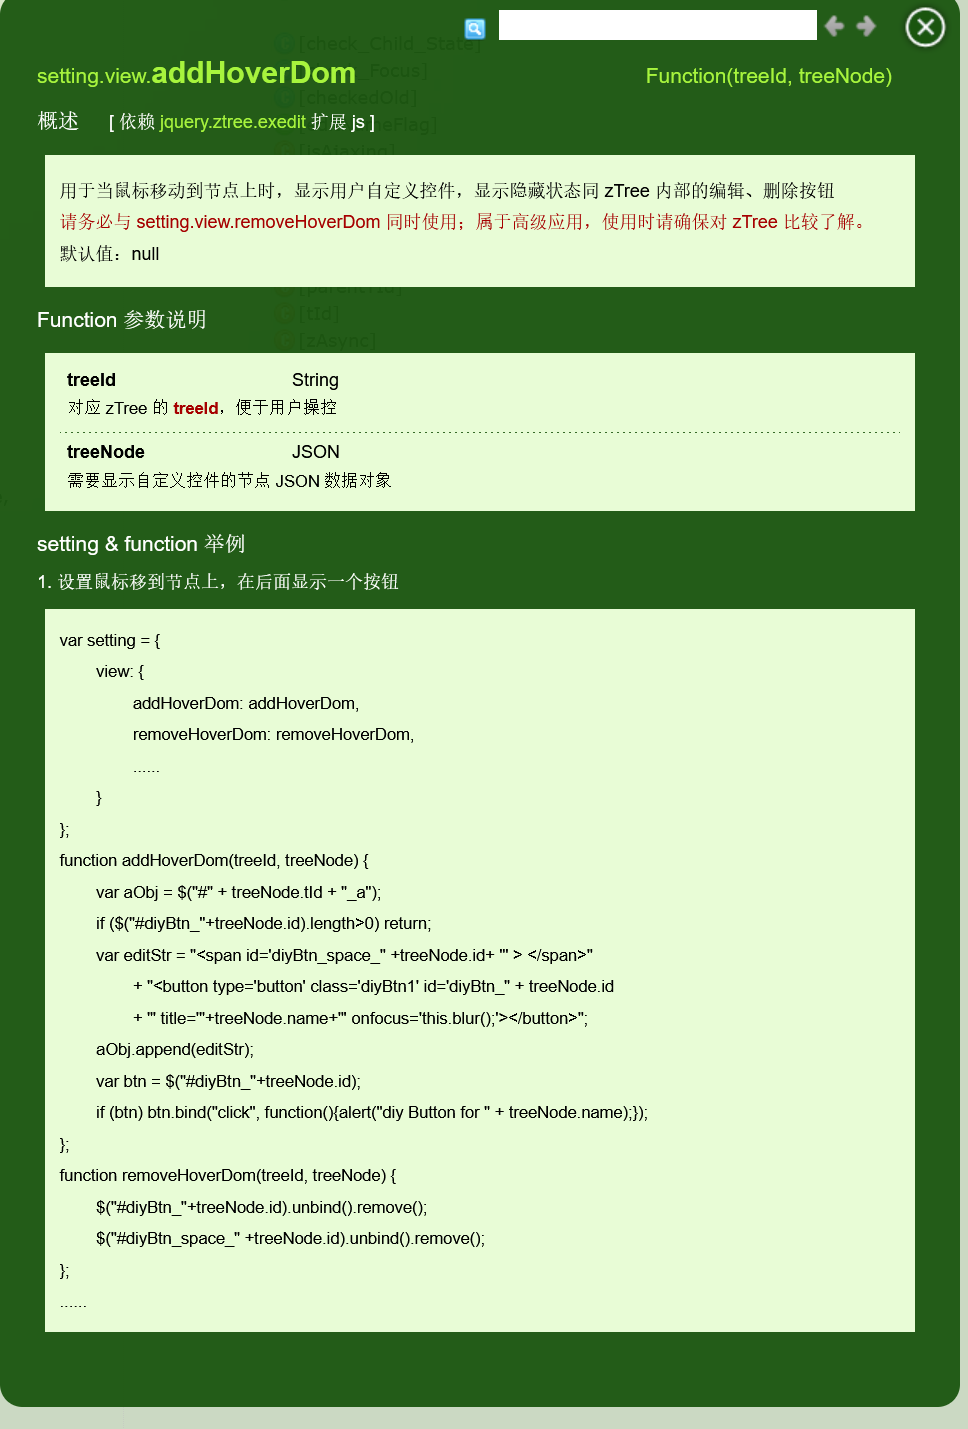 [check_Child_State]
setting.view.addHoverDom Function(treeId, treeNode)
_Focus]
[checkedOld]
概述 [ 依赖 jquery.ztree.exedit 扩展 js ]
[isAjaxing]
用于当鼠标移动到节点上时，显示用户自定义控件，显示隐藏状态同 zTree 内部的编辑、删除按钮
请务必与 setting.view.removeHoverDom 同时使用；属于高级应用，使用时请确保对 zTree 比较了解。
默认值：null
Function 参数说明
[tId]
[zAsync]
treeId String
对应 zTree 的 treeId，便于用户操控
treeNode JSON
需要显示自定义控件的节点 JSON 数据对象
setting & function 举例
1. 设置鼠标移到节点上，在后面显示一个按钮
var setting = {
view: {
addHoverDom: addHoverDom,
removeHoverDom: removeHoverDom,
......
}
};
function addHoverDom(treeId, treeNode) {
var aObj = $("#" + treeNode.tId + "_a");
if ($("#diyBtn_"+treeNode.id).length>0) return;
var editStr = "<span id='diyBtn_space_" +treeNode.id+ "' > </span>"
+ "<button type='button' class='diyBtn1' id='diyBtn_" + treeNode.id
+ "' title='"+treeNode.name+"' onfocus='this.blur();'></button>";
aObj.append(editStr);
var btn = $("#diyBtn_"+treeNode.id);
if (btn) btn.bind("click", function(){alert("diy Button for " + treeNode.name);});
};
function removeHoverDom(treeId, treeNode) {
$("#diyBtn_"+treeNode.id).unbind().remove();
$("#diyBtn_space_" +treeNode.id).unbind().remove();
};
......